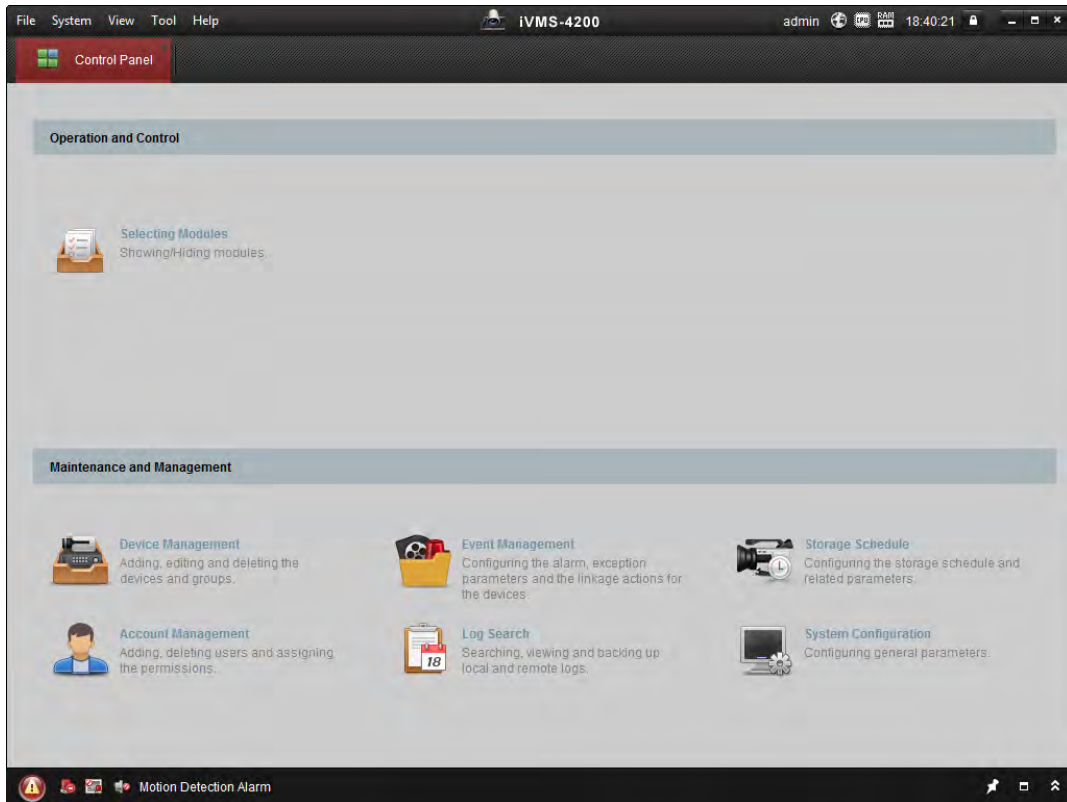 File System View Tool Help iVMS-4200 admin CPU RAM 18:40:21
Control Panel
Operation and Control
Selecting Modules
Showing/Hiding modules.
Maintenance and Management
Device Management
Adding, editing and deleting the
devices and groups.
Event Management
Configuring the alarm, exception
parameters and the linkage actions for
the devices.
Storage Schedule
Configuring the storage schedule and
related parameters.
Account Management
Adding, deleting users and assigning
the permissions.
18
Log Search
Searching, viewing and backing up
local and remote logs.
System Configuration
Configuring general parameters.
Motion Detection Alarm